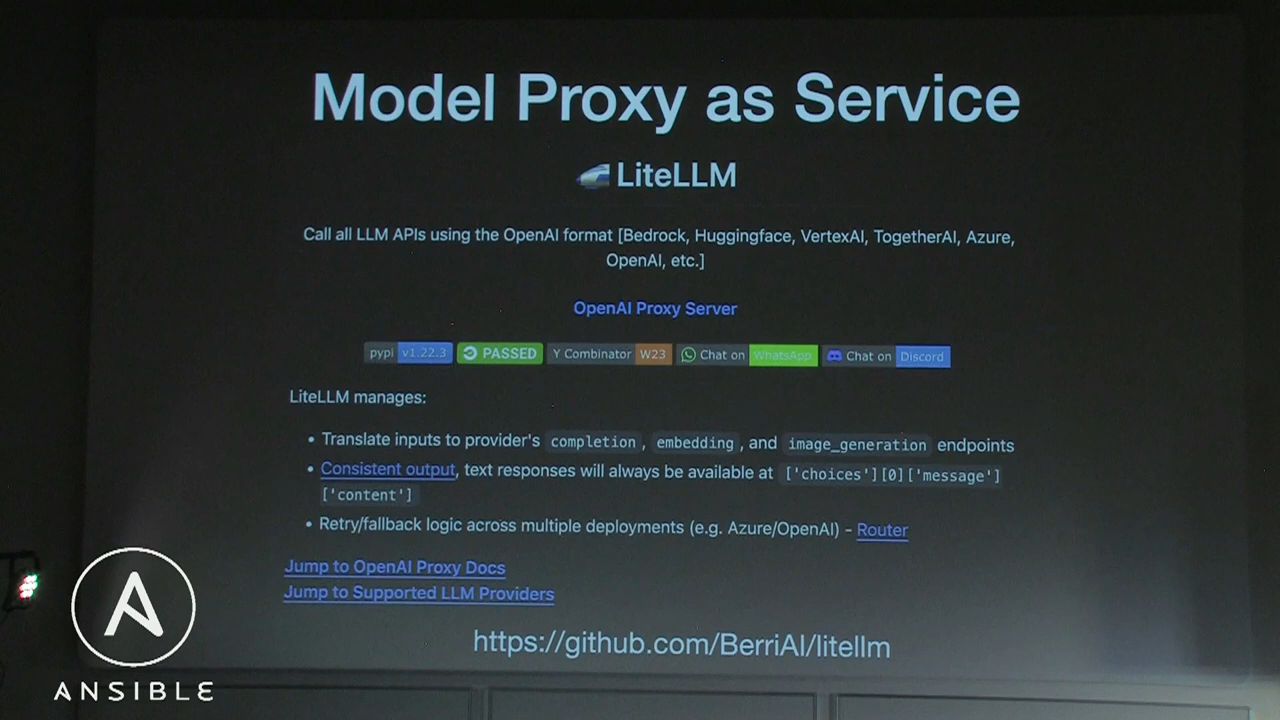 Model Proxy as Service
LiteLLM
Call all LLM APIs using the OpenAI format [Bedrock, Huggingface, VertexAI, TogetherAI, Azure,
OpenAI, etc.]
OpenAI Proxy Server
pypi v1.22.3 PASSED Y Combinator W23 Chat on WhatsApp Chat on Discord
LiteLLM manages:
• Translate inputs to provider's completion , embedding , and image_generation endpoints
• Consistent output, text responses will always be available at ['choices'][0]['message']
['content']
• Retry/fallback logic across multiple deployments (e.g. Azure/OpenAI) - Router
Jump to OpenAI Proxy Docs
Jump to Supported LLM Providers
https://github.com/BerriAI/litellm
A
ANSIBLE